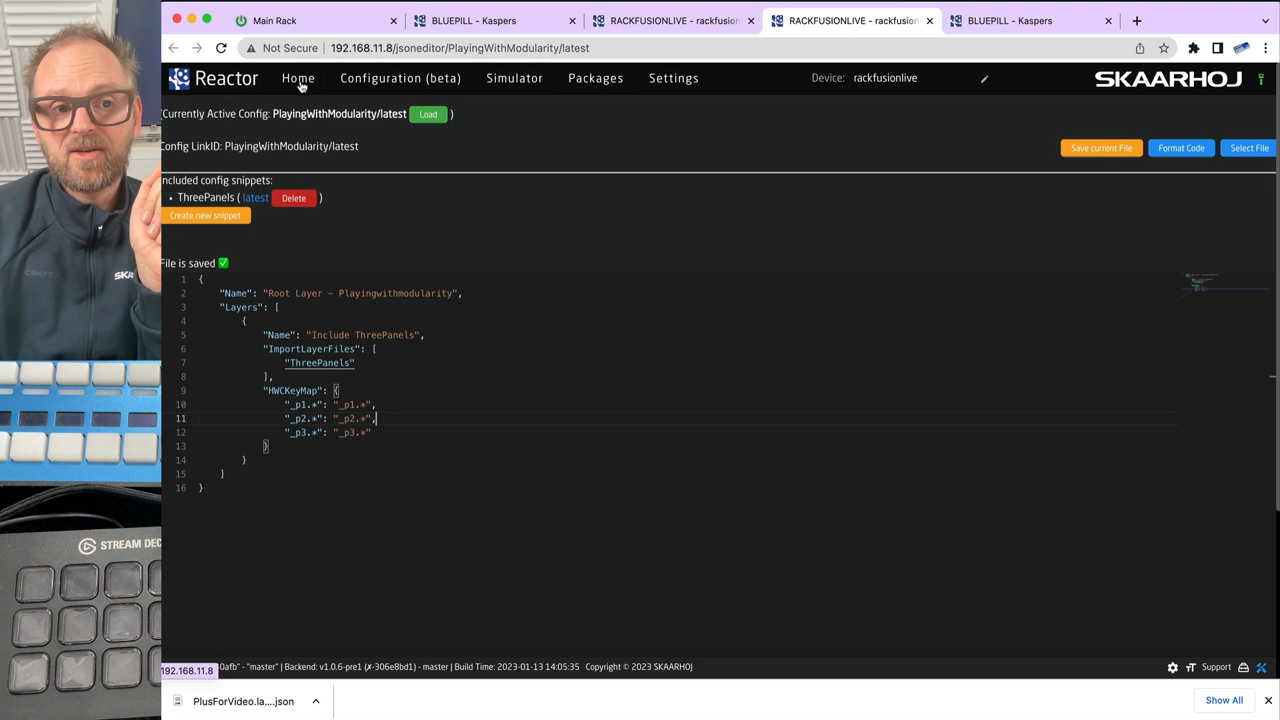 Main Rack
BLUEPILL - Kaspers
RACKFUSIONLIVE - rackfusion
RACKFUSIONLIVE - rackfusion
BLUEPILL - Kaspers
Not Secure
192.168.11.8/jsoneditor/PlayingWithModularity/latest
Reactor
Home
Configuration (beta)
Simulator
Packages
Settings
Device: rackfusionlive
SKAARHOJ
(Currently Active Config: PlayingWithModularity/latest Load )
Config LinkID: PlayingWithModularity/latest
Save current File
Format Code
Select File
ncluded config snippets:
• ThreePanels ( latest Delete )
Create new snippet
File is saved
1 {
2 "Name": "Root Layer - Playingwithmodularity",
3 "Layers": [
4 {
5 "Name": "Include ThreePanels",
6 "ImportLayerFiles": [
7 "ThreePanels"
8 ],
9 "HWCKeyMap": {
10 "_p1.*": "_p1.*",
11 "_p2.*": "_p2.*",
12 "_p3.*": "_p3.*"
13 }
14 }
15 ]
16 }
192.168.11.8
0afb" - "master" | Backend: v1.0.6-pre1 (✗-306e8bd1) - master | Build Time: 2023-01-13 14:05:35 Copyright © 2023 SKAARHOJ
Support
PlusForVideo.la....json
Show All
CRAFT
SKA
STREAM DEC